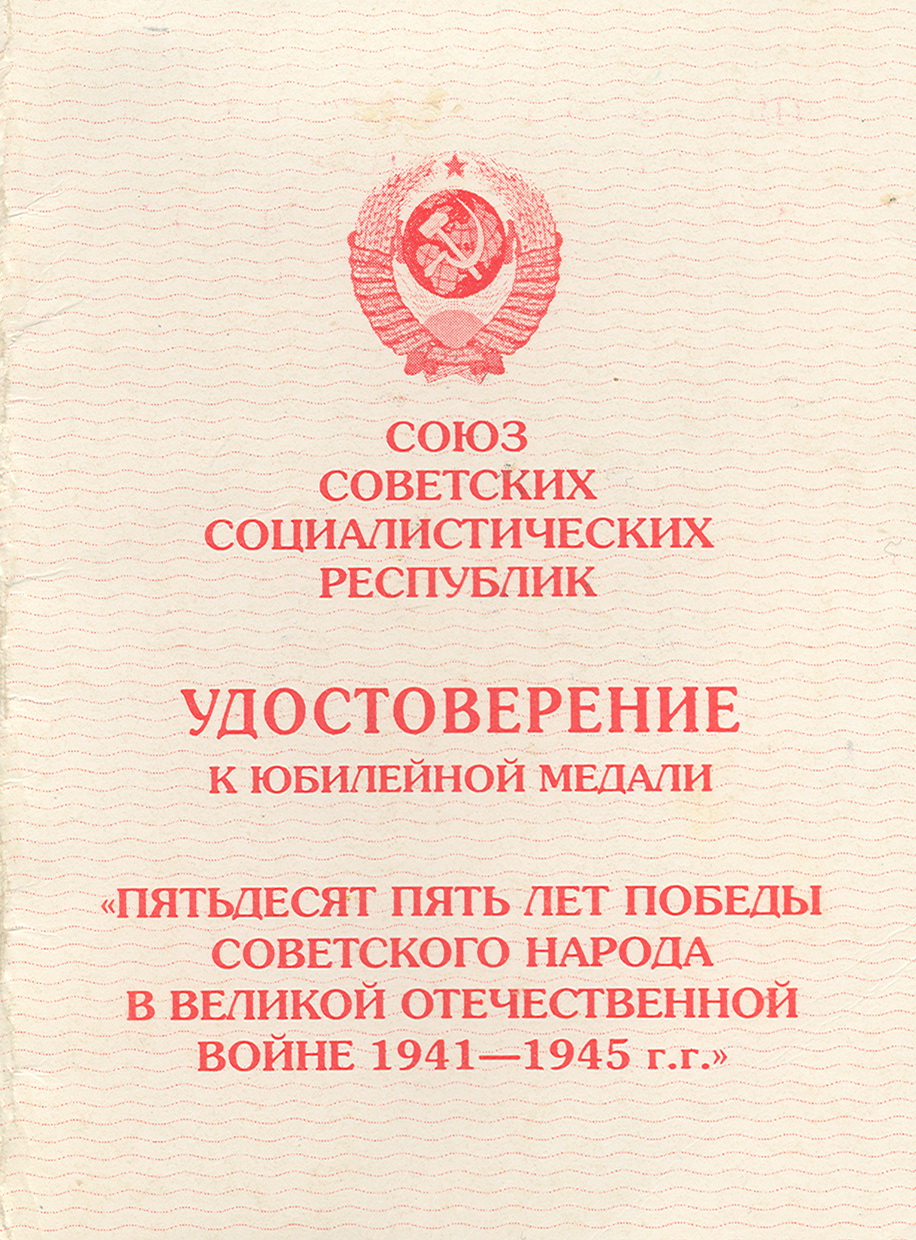 СОЮЗ
СОВЕТСКИХ
СОЦИАЛИСТИЧЕСКИХ
РЕСПУБЛИК
УДОСТОВЕРЕНИЕ
К ЮБИЛЕЙНОЙ МЕДАЛИ
«ПЯТЬДЕСЯТ ПЯТЬ ЛЕТ ПОБЕДЫ
СОВЕТСКОГО НАРОДА
В ВЕЛИКОЙ ОТЕЧЕСТВЕННОЙ
ВОЙНЕ 1941—1945 г.г.»